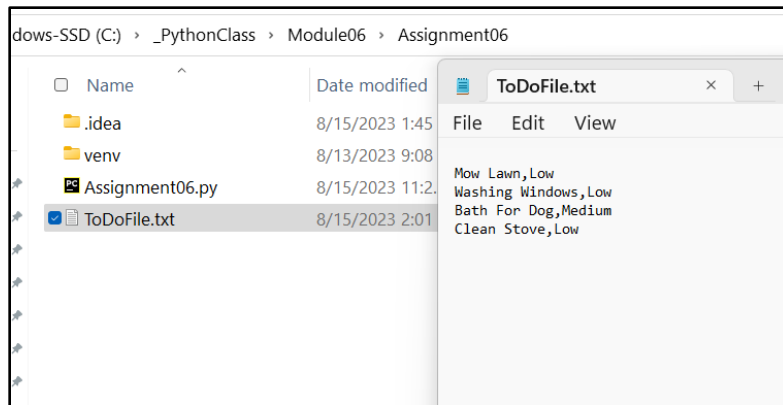 dows-SSD (C:) › _PythonClass › Module06 › Assignment06
Name Date modified
.idea 8/15/2023 1:45
venv 8/13/2023 9:08
PC Assignment06.py 8/15/2023 11:2.
ToDoFile.txt 8/15/2023 2:01
ToDoFile.txt × +
File Edit View
Mow Lawn,Low
Washing Windows,Low
Bath For Dog,Medium
Clean Stove,Low